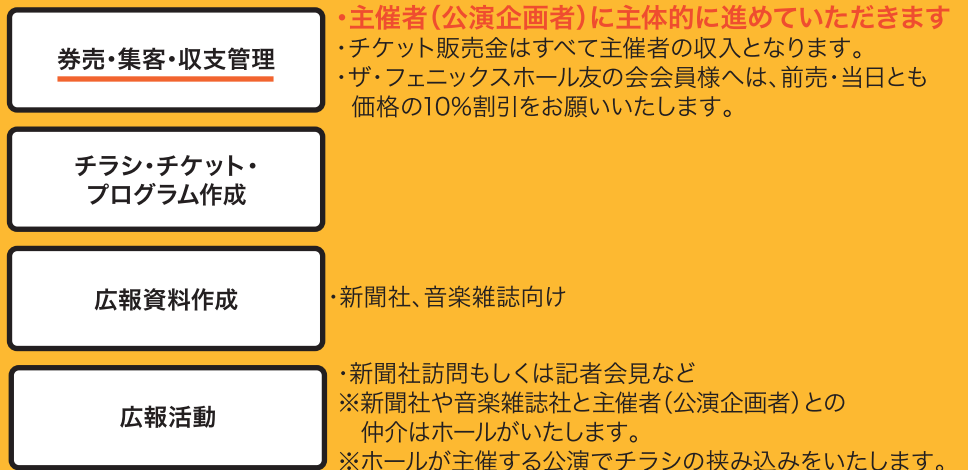 券売・集客・収支管理
・主催者（公演企画者）に主体的に進めていただきます
・チケット販売金はすべて主催者の収入となります。
・ザ・フェニックスホール友の会会員様へは、前売・当日とも
価格の10％割引をお願いいたします。
チラシ・チケット・
プログラム作成
広報資料作成
・新聞社、音楽雑誌向け
広報活動
・新聞社訪問もしくは記者会見など
※新聞社や音楽雑誌社と主催者（公演企画者）との
仲介はホールがいたします。
※ホールが主催する公演でチラシの挟み込みをいたします。